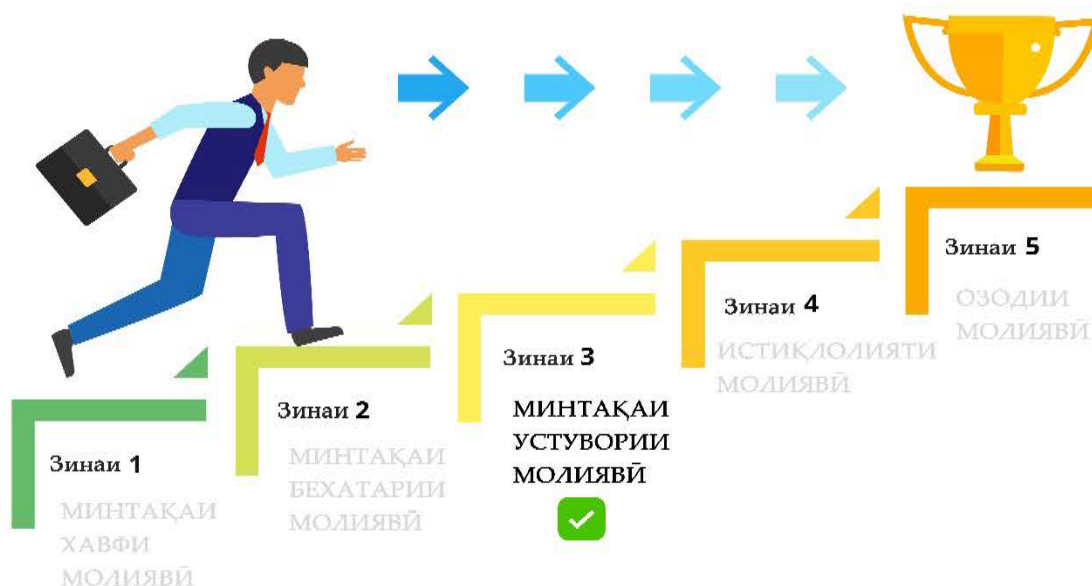 Зинаи 1
МИНТАҚАИ
ХАВФИ
МОЛИЯВӢ
Зинаи 2
МИНТАҚАИ
БЕХАТАРИИ
МОЛИЯВӢ
Зинаи 3
МИНТАҚАИ
УСТУВОРИИ
МОЛИЯВӢ
Зинаи 4
ИСТИҚЛОЛИЯТИ
МОЛИЯВӢ
Зинаи 5
ОЗОДИИ
МОЛИЯВӢ